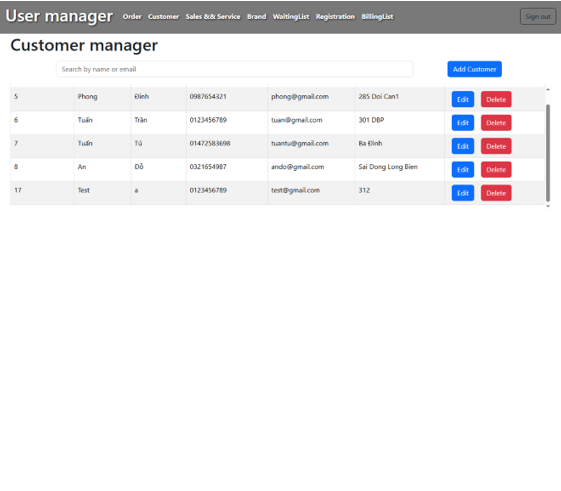 User manager Order Customer Sales && Service Brand WaitingList Registration BillingList Sign out
Customer manager
Search by name or email Add Customer
5 Phong Đình 0987654321 phong@gmail.com 285 Doi Can1 Edit Delete
6 Tuấn Trần 0123456789 tuan@gmail.com 301 DBP Edit Delete
7 Tuấn Tú 01472583698 tuantu@gmail.com Ba Đình Edit Delete
8 An Đỗ 0321654987 ando@gmail.com Sai Dong Long Bien Edit Delete
17 Test a 0123456789 test@gmail.com 312 Edit Delete